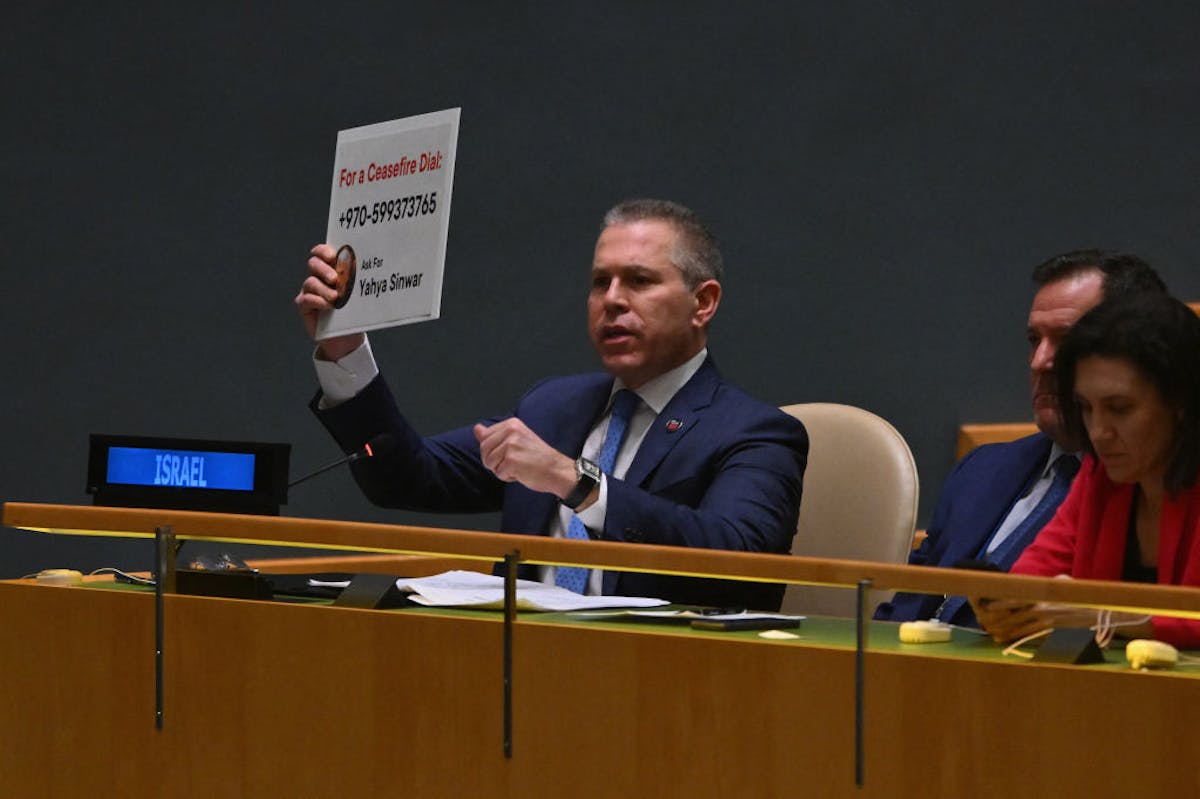 For a Ceasefire Dial:
+970-599373765
Ask For
Yahya Sinwar
ISRAEL